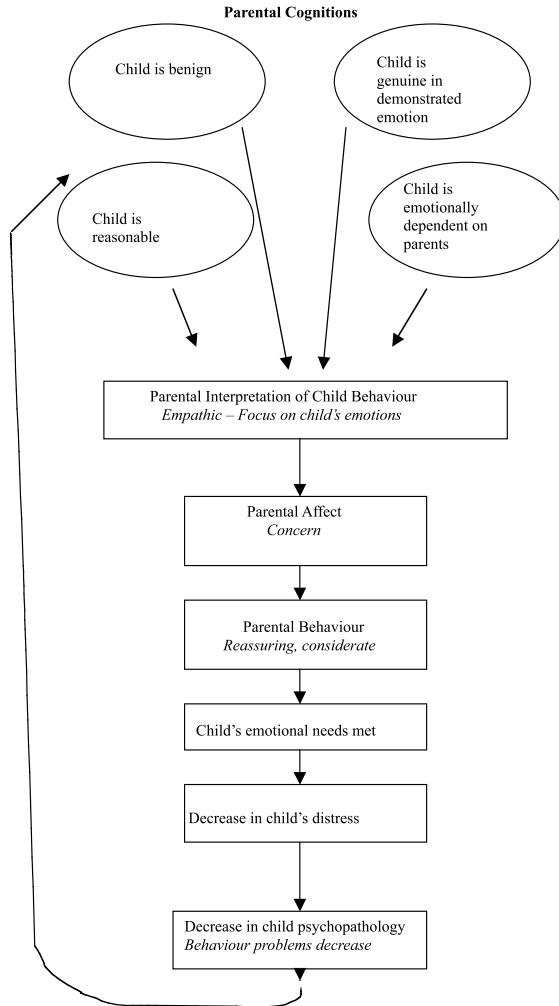 Parental Cognitions
Child is benign
Child is
genuine in
demonstrated
emotion
Child is
reasonable
Child is
emotionally
dependent on
parents
Parental Interpretation of Child Behaviour
Empathic – Focus on child's emotions
Parental Affect
Concern
Parental Behaviour
Reassuring, considerate
Child's emotional needs met
Decrease in child's distress
Decrease in child psychopathology
Behaviour problems decrease